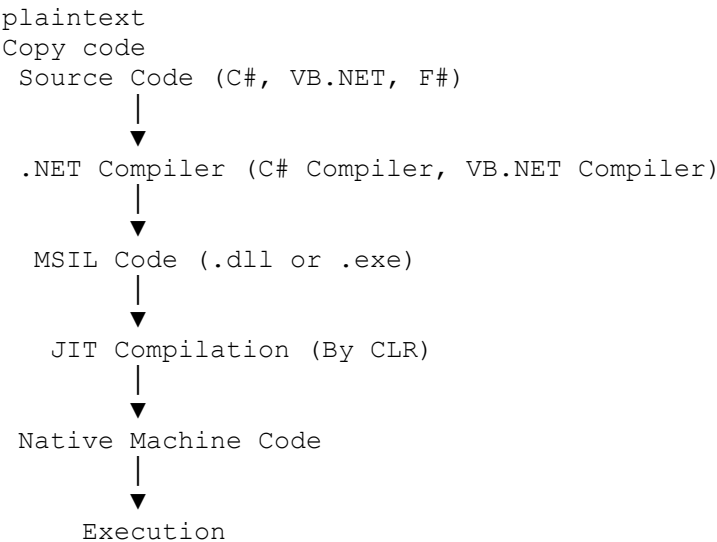 plaintext
Copy code
Source Code (C#, VB.NET, F#)
│
▼
.NET Compiler (C# Compiler, VB.NET Compiler)
│
▼
MSIL Code (.dll or .exe)
│
▼
JIT Compilation (By CLR)
│
▼
Native Machine Code
│
▼
Execution